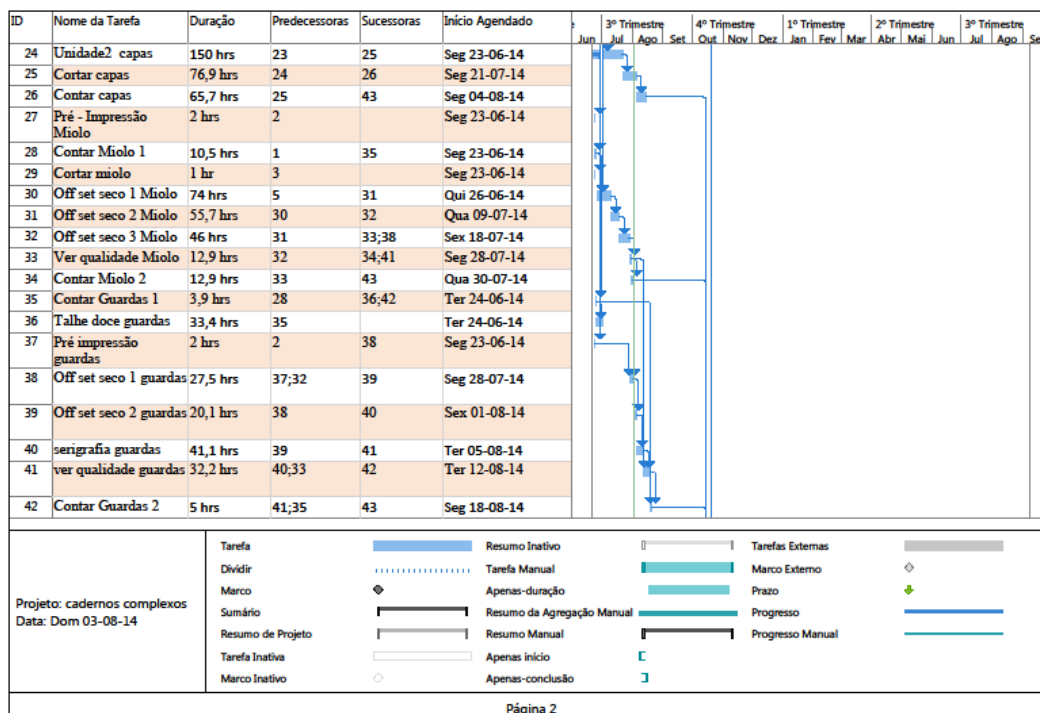 ID Nome da Tarefa Duração Predecessoras Sucessoras Início Agendado 3º Trimestre 4º Trimestre 1º Trimestre 2º Trimestre 3º Trimestre
Jun Jul Ago Set Out Nov Dez Jan Fev Mar Abr Mai Jun Jul Ago Se
24 Unidade2 capas 150 hrs 23 25 Seg 23-06-14
25 Cortar capas 76,9 hrs 24 26 Seg 21-07-14
26 Contar capas 65,7 hrs 25 43 Seg 04-08-14
27 Pré - Impressão 2 hrs 2 Seg 23-06-14
Miolo
28 Contar Miolo 1 10,5 hrs 1 35 Seg 23-06-14
29 Cortar miolo 1 hr 3 Seg 23-06-14
30 Off set seco 1 Miolo 74 hrs 5 31 Qui 26-06-14
31 Off set seco 2 Miolo 55,7 hrs 30 32 Qua 09-07-14
32 Off set seco 3 Miolo 46 hrs 31 33;38 Sex 18-07-14
33 Ver qualidade Miolo 12,9 hrs 32 34;41 Seg 28-07-14
34 Contar Miolo 2 12,9 hrs 33 43 Qua 30-07-14
35 Contar Guardas 1 3,9 hrs 28 36;42 Ter 24-06-14
36 Talhe doce guardas 33,4 hrs 35 Ter 24-06-14
37 Pré impressão 2 hrs 2 38 Seg 23-06-14
guardas
38 Off set seco 1 guardas 27,5 hrs 37;32 39 Seg 28-07-14
39 Off set seco 2 guardas 20,1 hrs 38 40 Sex 01-08-14
40 serigrafia guardas 41,1 hrs 39 41 Ter 05-08-14
41 ver qualidade guardas 32,2 hrs 40;33 42 Ter 12-08-14
42 Contar Guardas 2 5 hrs 41;35 43 Seg 18-08-14
Projeto: cadernos complexos
Data: Dom 03-08-14
Tarefa Resumo Inativo Tarefas Externas
Dividir Tarefa Manual Marco Externo
Marco Apenas-duração Prazo
Sumário Resumo da Agregação Manual Progresso
Resumo de Projeto Resumo Manual Progresso Manual
Tarefa Inativa Apenas início
Marco Inativo Apenas-conclusão
Página 2